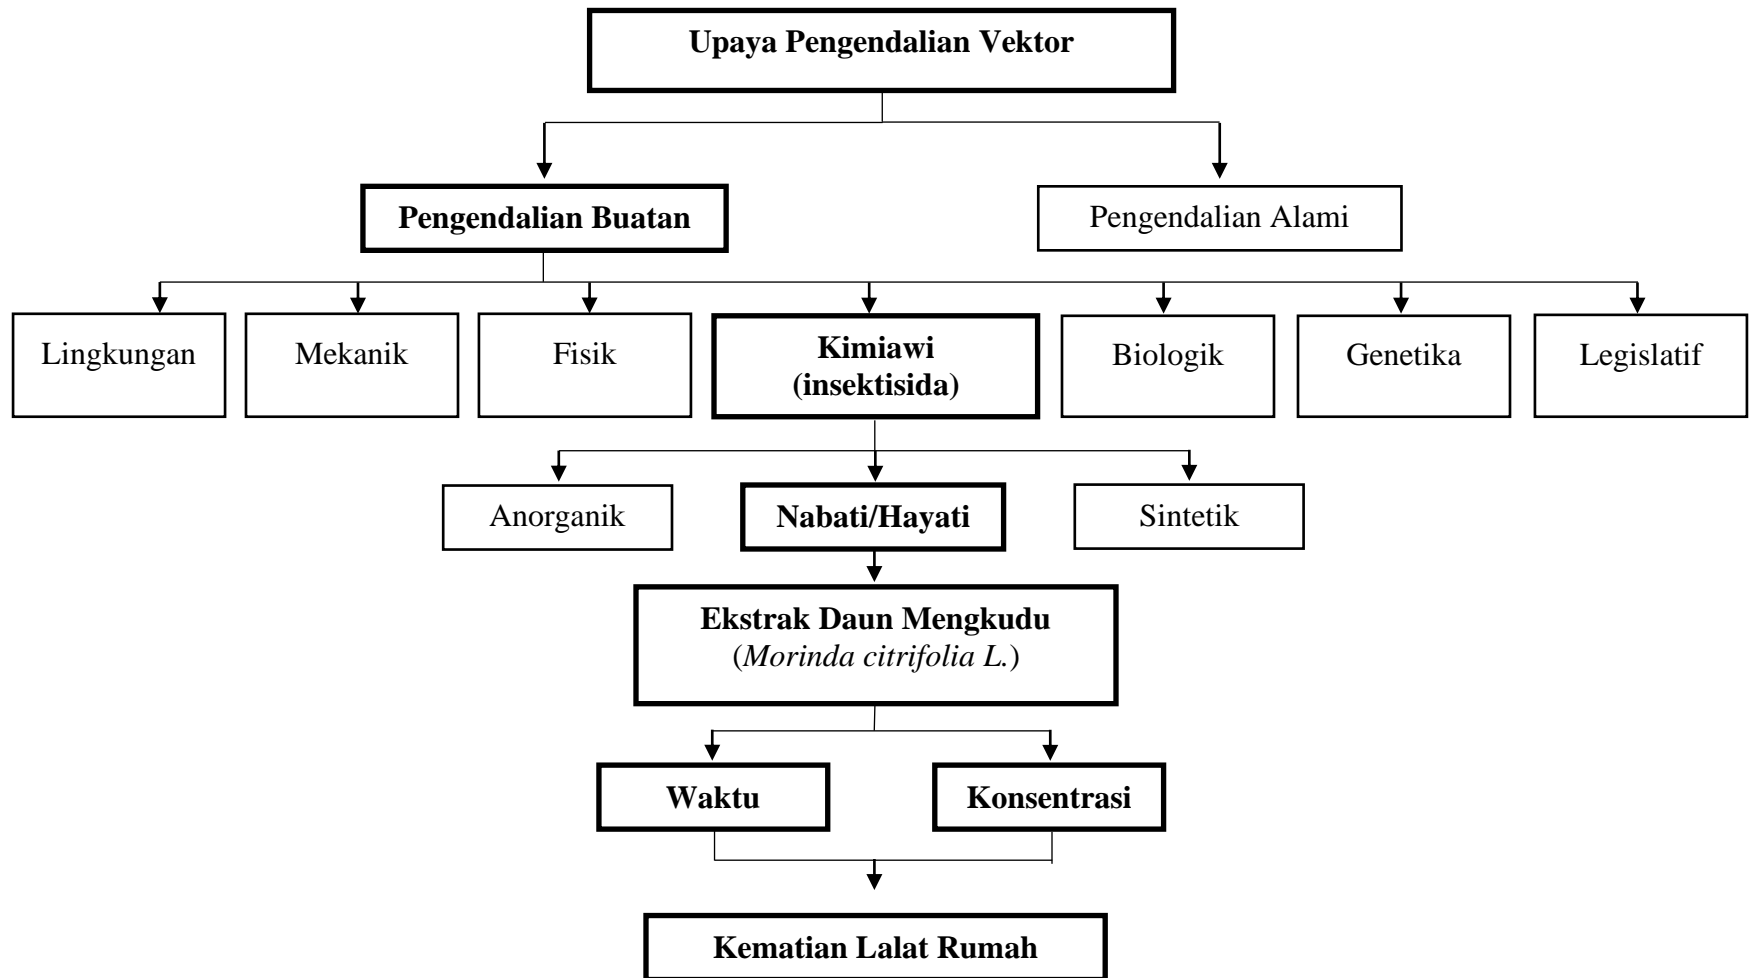 Upaya Pengendalian Vektor
Pengendalian Buatan
Pengendalian Alami
Lingkungan
Mekanik
Fisik
Kimiawi
(insektisida)
Biologik
Genetika
Legislatif
Anorganik
Nabati/Hayati
Sintetik
Ekstrak Daun Mengkudu
(Morinda citrifolia L.)
Waktu
Konsentrasi
Kematian Lalat Rumah